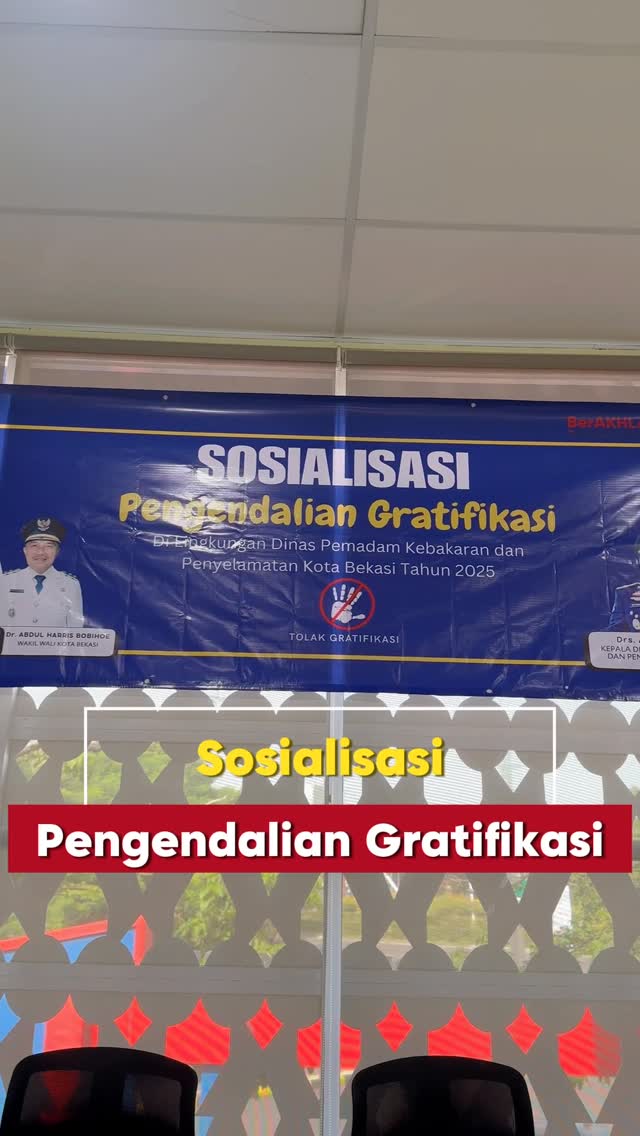 BerAKHL
SOSIALISASI
Pengendalian Gratifikasi
Di Lingkungan Dinas Pemadam Kebakaran dan
Penyelamatan Kota Bekasi Tahun 2025
TOLAK GRATIFIKASI
Dr. ABDUL HARRIS BOBIHOE
WAKIL WALI KOTA BEKASI
Drs.
KEPALA
DAN
Sosialisasi
Pengendalian Gratifikasi